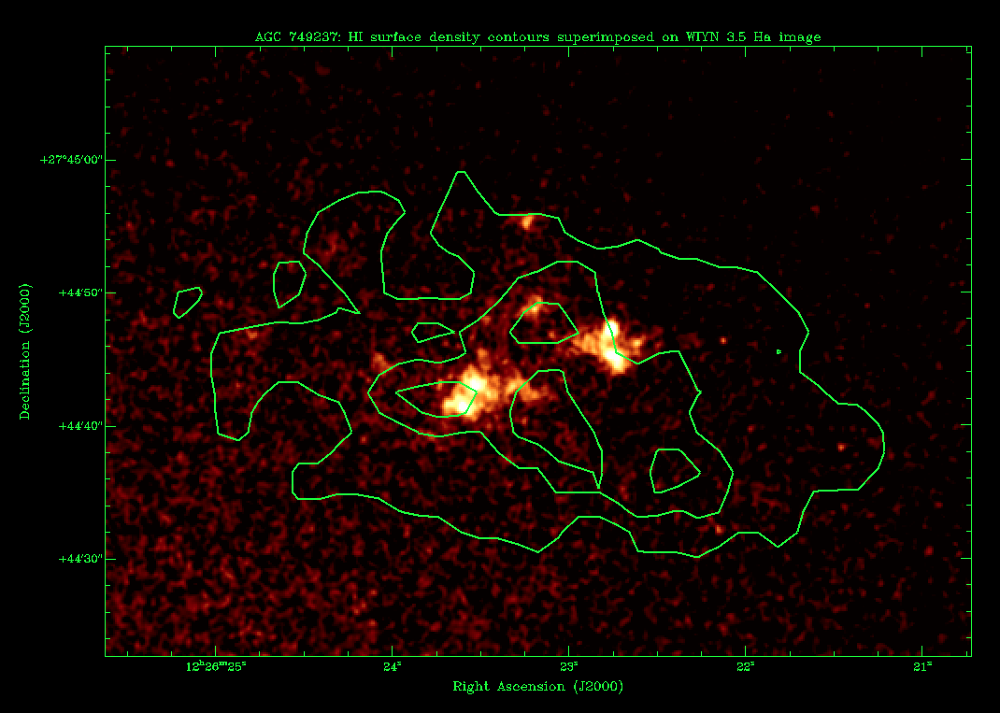 AGC 749237: HI surface density contours superimposed on WIYN 3.5 Ha image
+27°45'00"
+44'50"
+44'40"
+44'30"
Declination (J2000)
12ʰ26ᵐ25ˢ
24ˢ
23ˢ
22ˢ
21ˢ
Right Ascension (J2000)